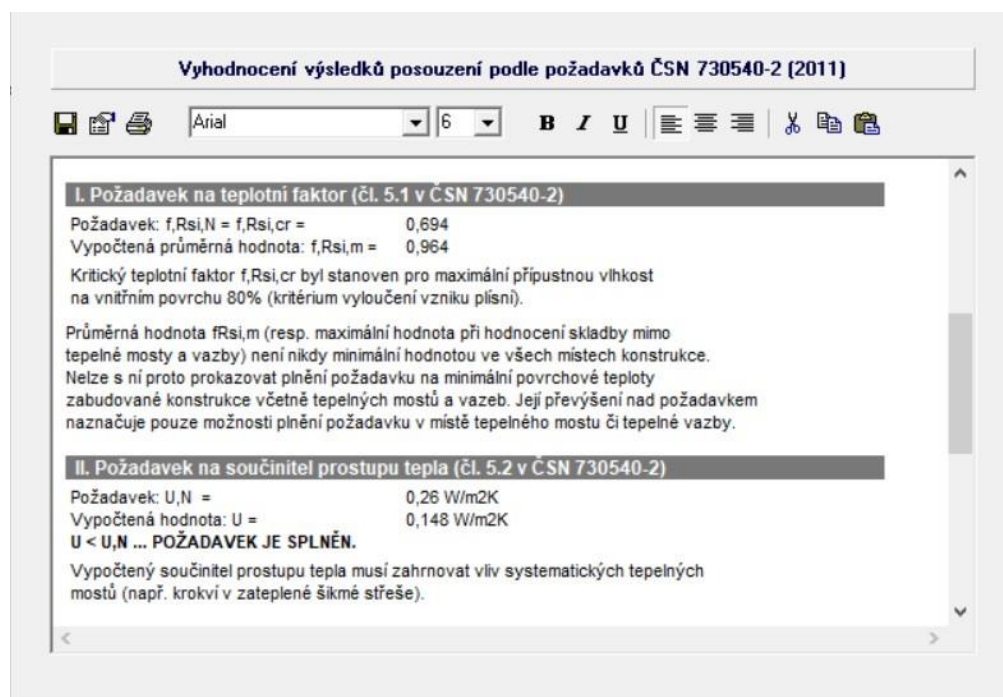 Vyhodnocení výsledků posouzení podle požadavků ČSN 730540-2 (2011)
Arial
6
B I U
I. Požadavek na teplotní faktor (čl. 5.1 v ČSN 730540-2)
Požadavek: f,Rsi,N = f,Rsi,cr = 0,694
Vypočtená průměrná hodnota: f,Rsi,m = 0,964
Kritický teplotní faktor f,Rsi,cr byl stanoven pro maximální přípustnou vlhkost
na vnitřním povrchu 80% (kritérium vyloučení vzniku plísní).
Průměrná hodnota fRsi,m (resp. maximální hodnota při hodnocení skladby mimo
tepelné mosty a vazby) není nikdy minimální hodnotou ve všech místech konstrukce.
Nelze s ní proto prokazovat plnění požadavku na minimální povrchové teploty
zabudované konstrukce včetně tepelných mostů a vazeb. Její převýšení nad požadavkem
naznačuje pouze možnosti plnění požadavku v místě tepelného mostu či tepelné vazby.
II. Požadavek na součinitel prostupu tepla (čl. 5.2 v ČSN 730540-2)
Požadavek: U,N = 0,26 W/m2K
Vypočtená hodnota: U = 0,148 W/m2K
U < U,N ... POŽADAVEK JE SPLNĚN.
Vypočtený součinitel prostupu tepla musí zahrnovat vliv systematických tepelných
mostů (např. krokví v zateplené šikmé střeše).